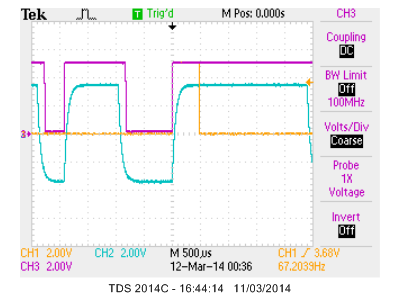 Tek Trig'd M Pos: 0.000s CH3
Coupling
DC
BW Limit
Off
100MHz
Volts/Div
Coarse
Probe
1X
Voltage
Invert
Off
3
CH1 2.00V CH2 2.00V M 500µs CH1 3.68V
CH3 2.00V 12-Mar-14 00:36 67.2039Hz
TDS 2014C - 16:44:14 11/03/2014